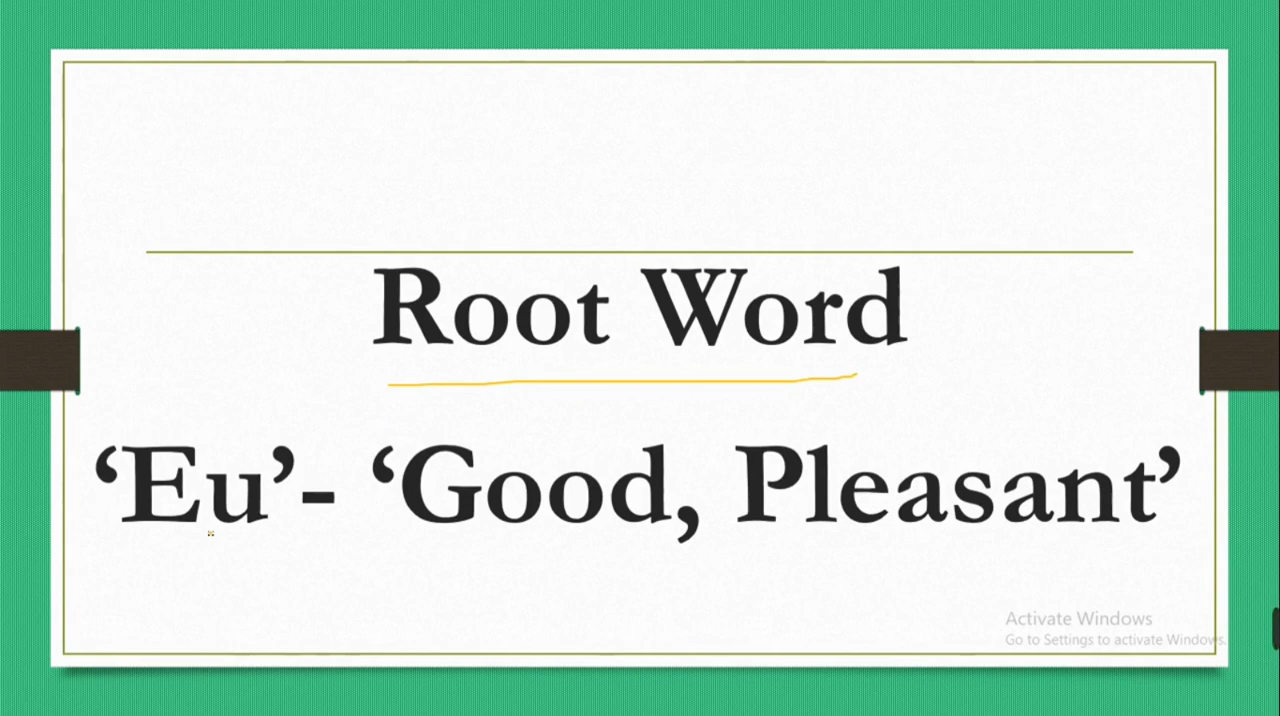 Root Word
‘Eu’- ‘Good, Pleasant’
Activate Windows
Go to Settings to activate Windows.